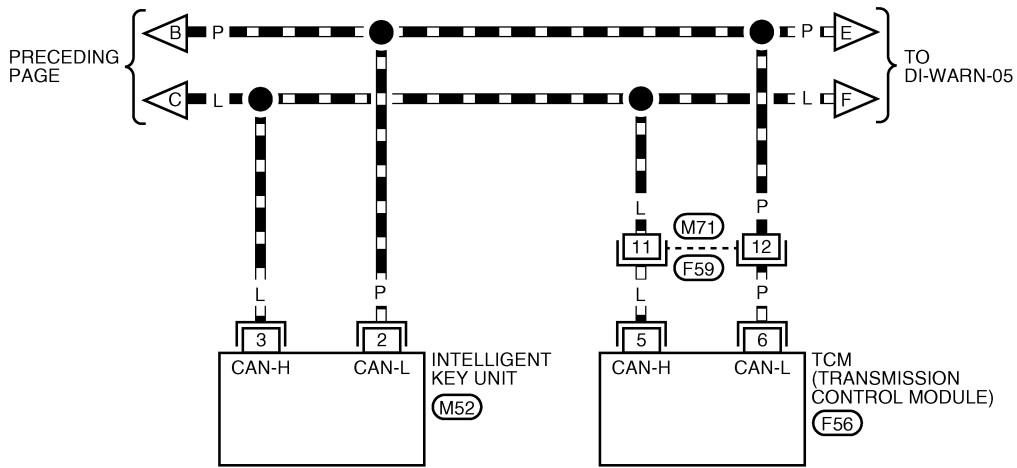 B
P
P
E
PRECEDING
PAGE
TO
DI-WARN-05
C
L
L
F
L
P
M71
11
12
F59
L
P
L
P
3
2
5
6
CAN-H
CAN-L
INTELLIGENT
KEY UNIT
M52
CAN-H
CAN-L
TCM
(TRANSMISSION
CONTROL MODULE)
F56